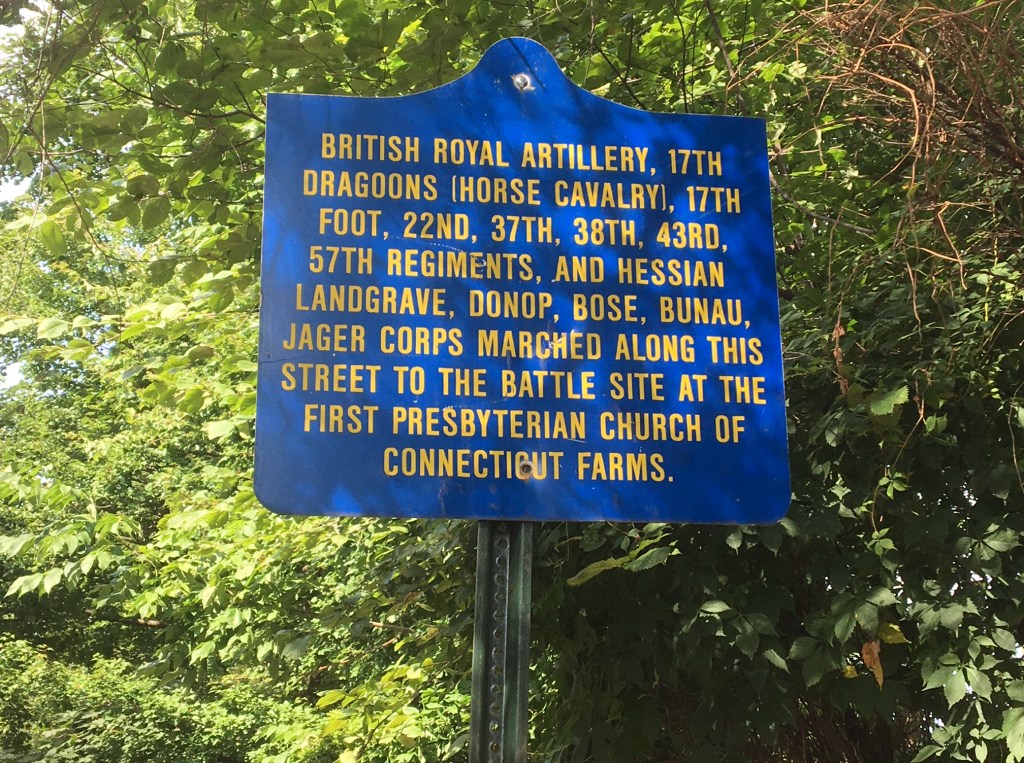 BRITISH ROYAL ARTILLERY, 17TH
DRAGOONS (HORSE CAVALRY), 17TH
FOOT, 22ND, 37TH, 38TH, 43RD,
57TH REGIMENTS, AND HESSIAN
LANDGRAVE, DONOP, BOSE, BUNAU,
JAGER CORPS MARCHED ALONG THIS
STREET TO THE BATTLE SITE AT THE
FIRST PRESBYTERIAN CHURCH OF
CONNECTICUT FARMS.